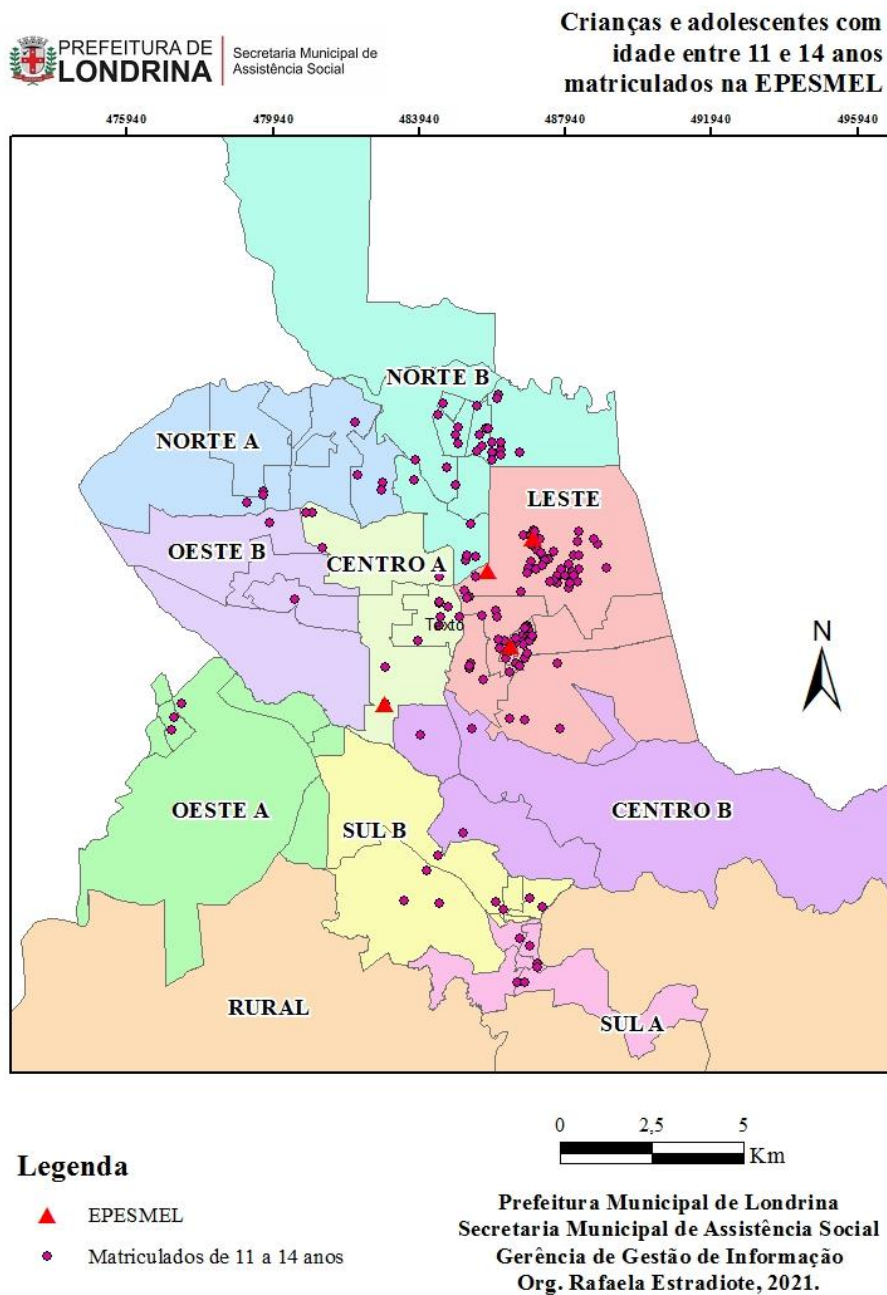 PREFEITURA DE
LONDRINA
Secretaria Municipal de
Assistência Social
Crianças e adolescentes com
idade entre 11 e 14 anos
matriculados na EPESMEL
475940 479940 483940 487940 491940 495940
NORTE B
NORTE A
LESTE
OESTE B
CENTRO A
Texto
N
OESTE A
SUL B
CENTRO B
RURAL
SUL A
0 2,5 5
Km
Legenda
EPESMEL
Matriculados de 11 a 14 anos
Prefeitura Municipal de Londrina
Secretaria Municipal de Assistência Social
Gerência de Gestão de Informação
Org. Rafaela Estradiote, 2021.